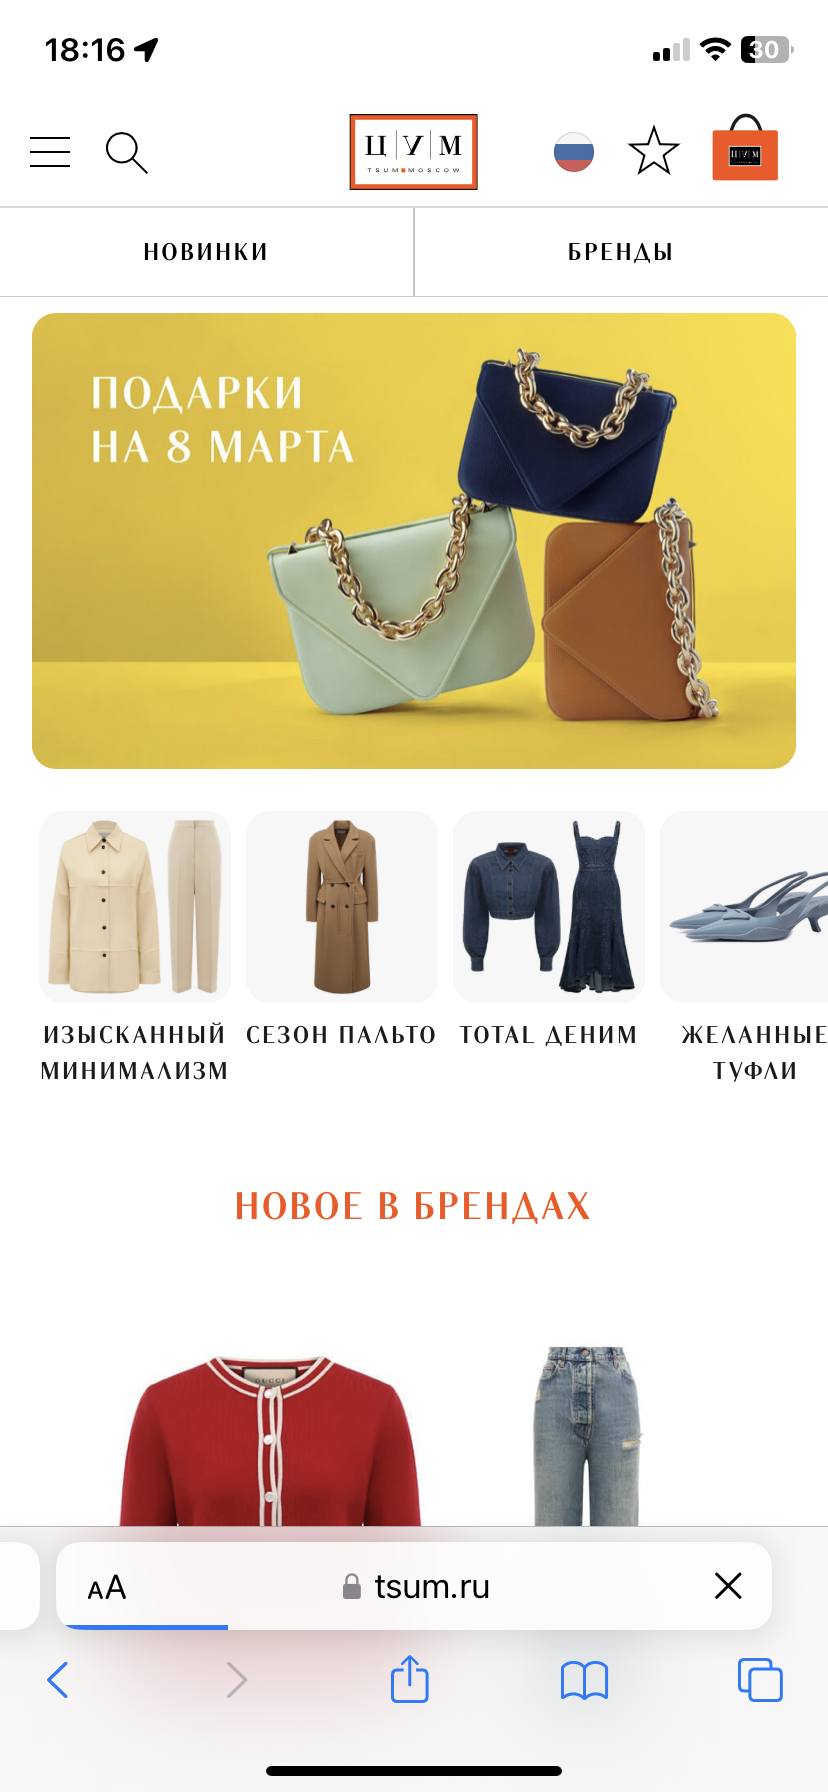 18:16
30
ЦУМ
TSUM MOSCOW
ЦУМ
НОВИНКИ
БРЕНДЫ
ПОДАРКИ
НА 8 МАРТА
ИЗЫСКАННЫЙ
МИНИМАЛИЗМ
СЕЗОН ПАЛЬТО
TOTAL ДЕНИМ
ЖЕЛАННЫЕ
ТУФЛИ
НОВОЕ В БРЕНДАХ
GUCCI
AA
tsum.ru